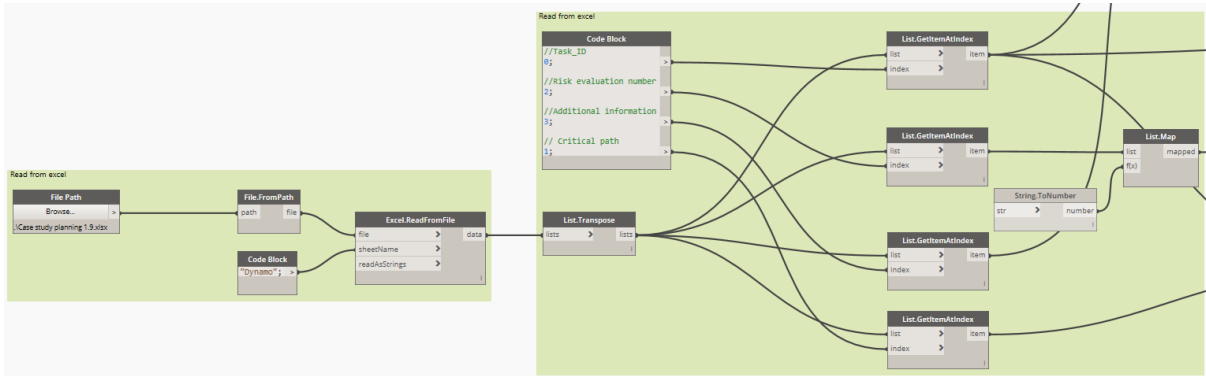 Read from excel
File Path
Browse... >
.\Case study planning 1.9.xlsx
File.FromPath
path file
Code Block
"Dynamo"; >
Excel.ReadFromFile
file > data
sheetName >
readAsStrings >
l
Read from excel
Code Block
//Task_ID
0; >
//Risk evaluation number
2; >
//Additional information
3; >
// Critical path
1; >
List.Transpose
lists > lists
l
List.GetItemAtIndex
list > item
index >
l
List.GetItemAtIndex
list > item
index >
l
String.ToNumber
str > number
l
List.GetItemAtIndex
list > item
index >
l
List.GetItemAtIndex
list > item
index >
l
List.Map
list mapped
f(x)
l